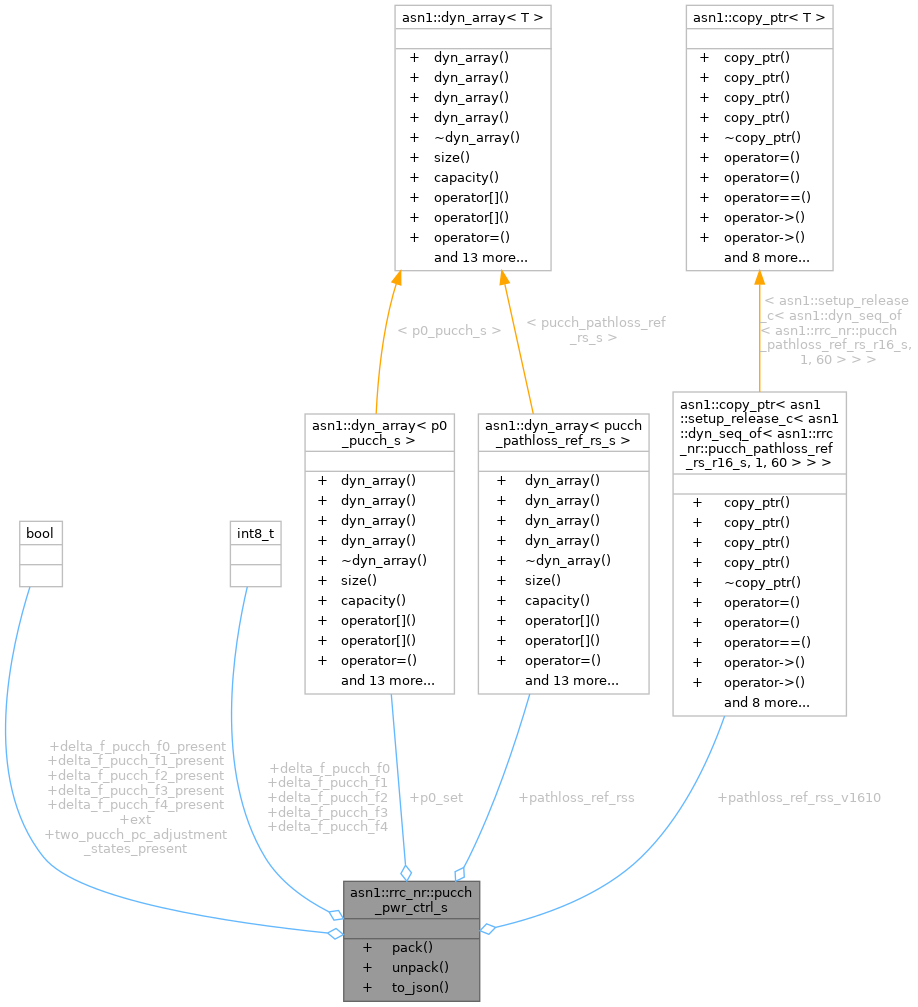 asn1::dyn_array< T >
+ dyn_array()
+ dyn_array()
+ dyn_array()
+ dyn_array()
+ ~dyn_array()
+ size()
+ capacity()
+ operator[]()
+ operator[]()
+ operator=()
and 13 more...
asn1::copy_ptr< T >
+ copy_ptr()
+ copy_ptr()
+ copy_ptr()
+ copy_ptr()
+ ~copy_ptr()
+ operator=()
+ operator=()
+ operator==()
+ operator->()
+ operator->()
and 8 more...
< p0_pucch_s >
< pucch_pathloss_ref
_rs_s >
< asn1::setup_release
_c< asn1::dyn_seq_of
< asn1::rrc_nr::pucch
_pathloss_ref_rs_r16_s,
1, 60 > > >
asn1::dyn_array< p0
_pucch_s >
+ dyn_array()
+ dyn_array()
+ dyn_array()
+ dyn_array()
+ ~dyn_array()
+ size()
+ capacity()
+ operator[]()
+ operator[]()
+ operator=()
and 13 more...
asn1::dyn_array< pucch
_pathloss_ref_rs_s >
+ dyn_array()
+ dyn_array()
+ dyn_array()
+ dyn_array()
+ ~dyn_array()
+ size()
+ capacity()
+ operator[]()
+ operator[]()
+ operator=()
and 13 more...
asn1::copy_ptr< asn1
::setup_release_c< asn1
::dyn_seq_of< asn1::rrc
_nr::pucch_pathloss_ref
_rs_r16_s, 1, 60 > > >
+ copy_ptr()
+ copy_ptr()
+ copy_ptr()
+ copy_ptr()
+ ~copy_ptr()
+ operator=()
+ operator=()
+ operator==()
+ operator->()
+ operator->()
and 8 more...
bool
int8_t
+delta_f_pucch_f0_present
+delta_f_pucch_f1_present
+delta_f_pucch_f2_present
+delta_f_pucch_f3_present
+delta_f_pucch_f4_present
+ext
+two_pucch_pc_adjustment
_states_present
+delta_f_pucch_f0
+delta_f_pucch_f1
+delta_f_pucch_f2
+delta_f_pucch_f3
+delta_f_pucch_f4
+p0_set
+pathloss_ref_rss
+pathloss_ref_rss_v1610
asn1::rrc_nr::pucch
_pwr_ctrl_s
+ pack()
+ unpack()
+ to_json()